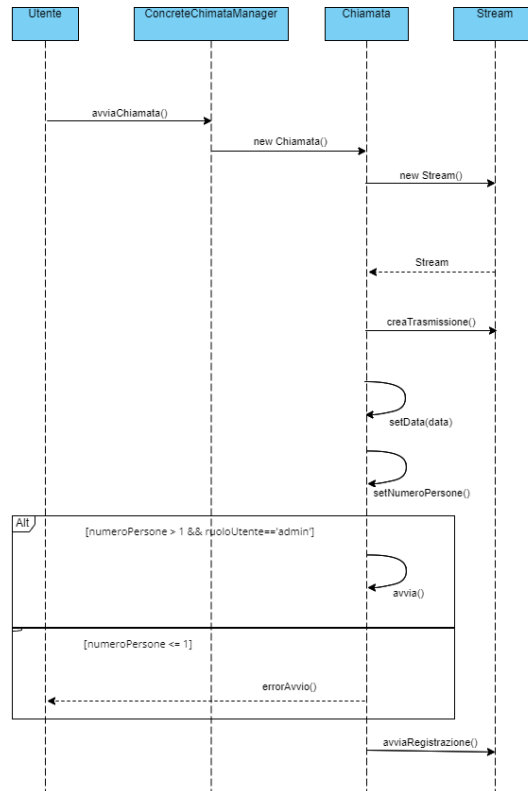 Utente
ConcreteChimataManager
Chiamata
Stream
avviaChiamata()
new Chiamata()
new Stream()
Stream
creaTrasmissione()
setData(data)
setNumeroPersone()
Alt
[numeroPersone > 1 && ruoloUtente=='admin']
avvia()
[numeroPersone <= 1]
errorAvvio()
avviaRegistrazione()